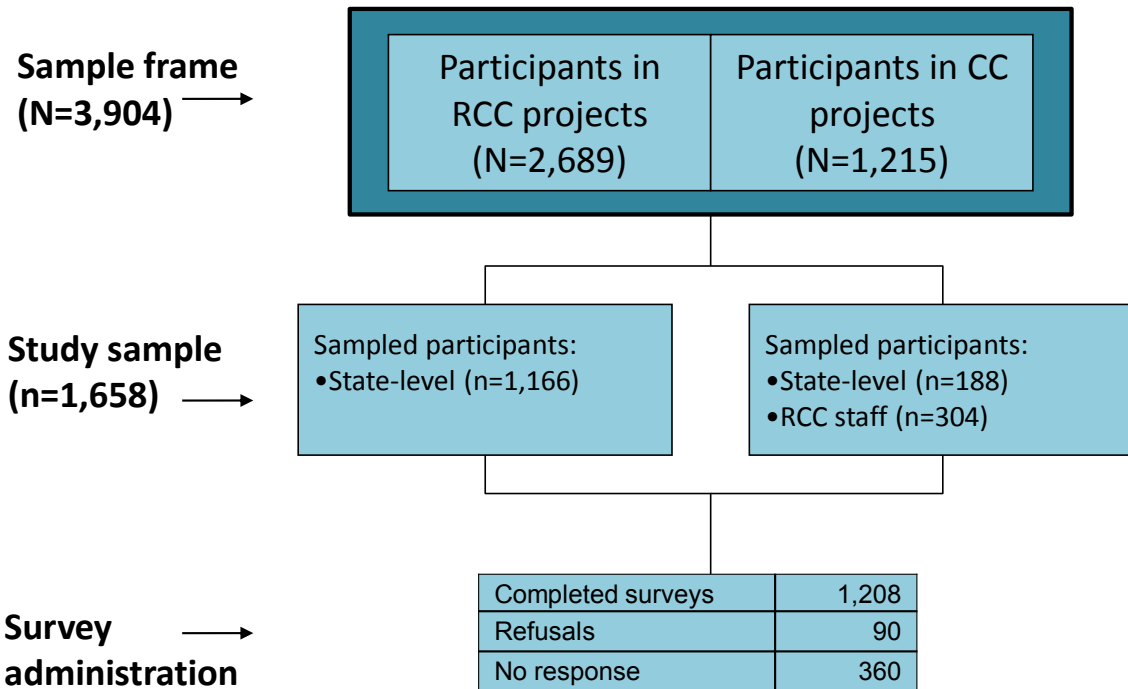 Sample frame
(N=3,904)
Participants in
RCC projects
(N=2,689)
Participants in CC
projects
(N=1,215)
Study sample
(n=1,658)
Sampled participants:
•State-level (n=1,166)
Sampled participants:
•State-level (n=188)
•RCC staff (n=304)
Survey
administration
Completed surveys 1,208
Refusals 90
No response 360